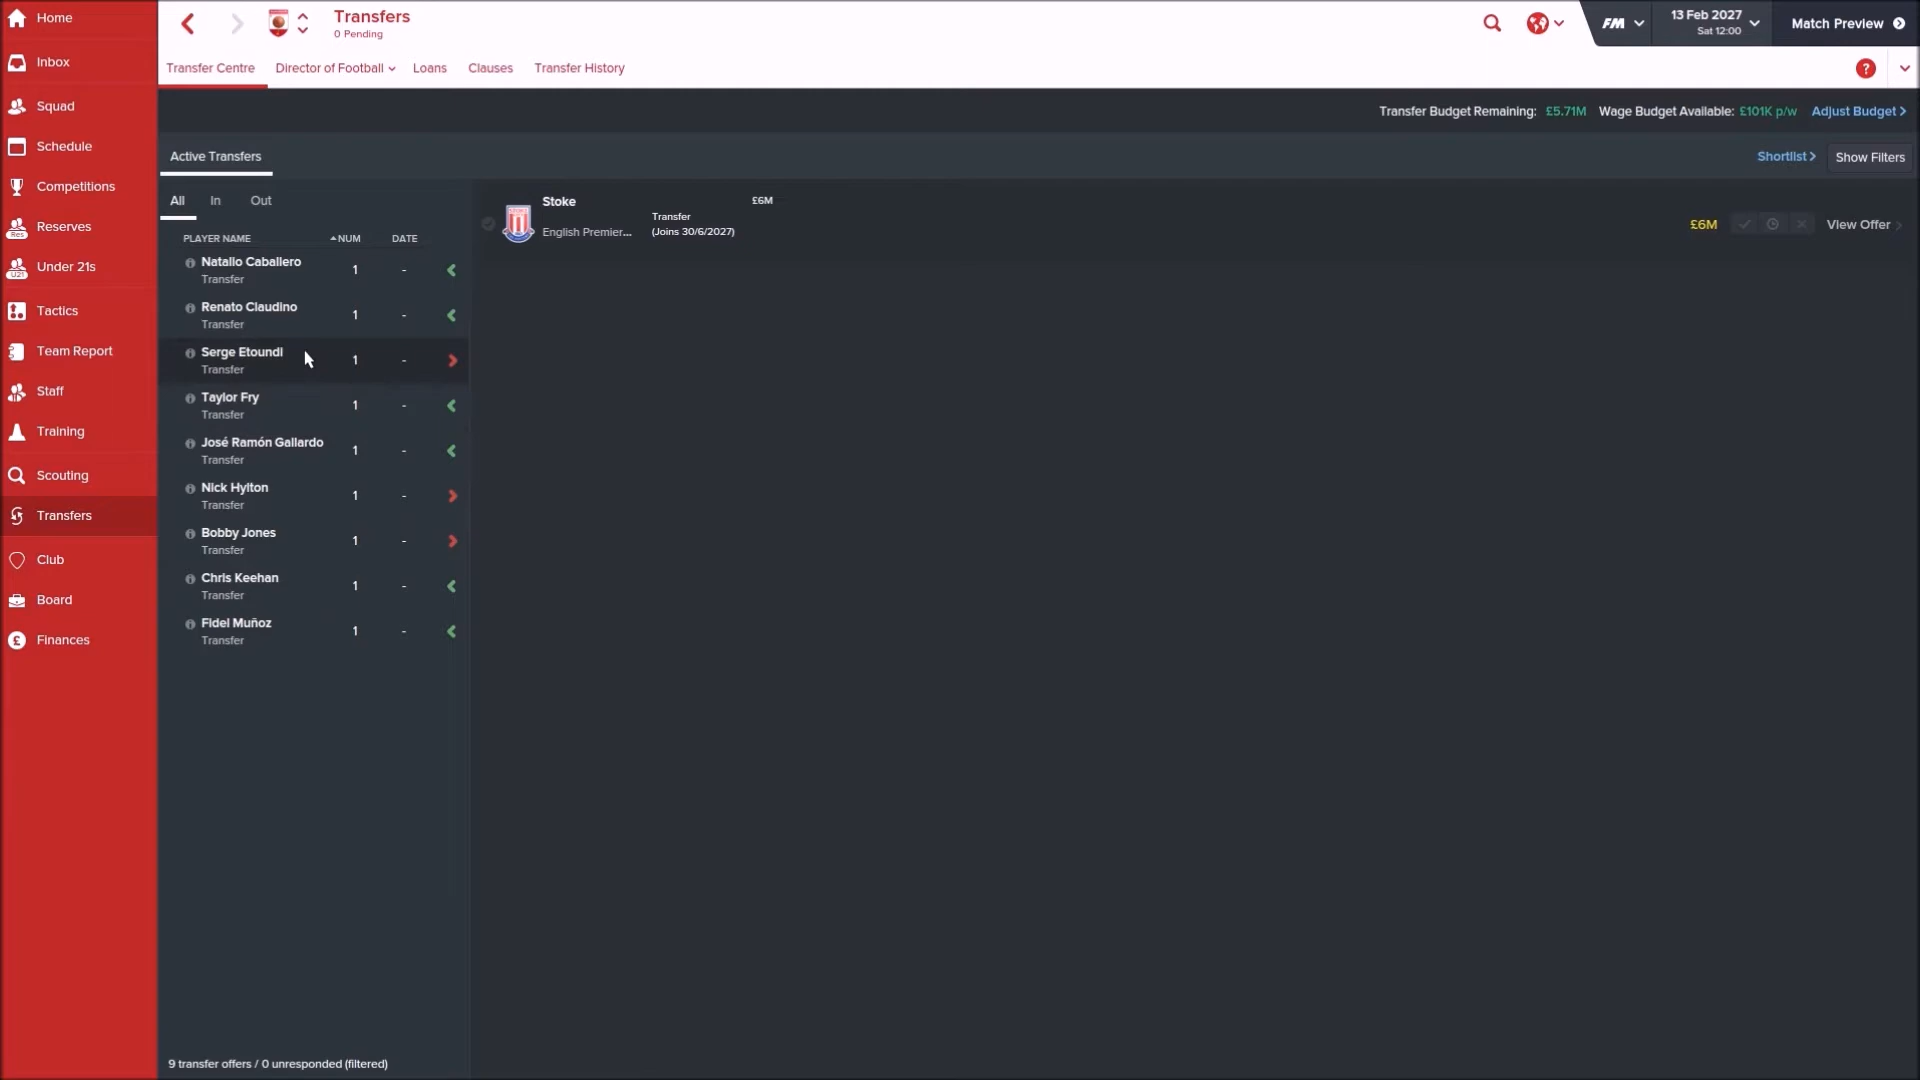 Home
Inbox
Squad
Schedule
Competitions
Reserves
Under 21s
Tactics
Team Report
Staff
Training
Scouting
Transfers
Club
Board
Finances
Transfers
0 Pending
FM
13 Feb 2027
Sat 12:00
Match Preview
Transfer Centre
Director of Football
Loans
Clauses
Transfer History
?
Transfer Budget Remaining: £5.71M Wage Budget Available: £101K p/w Adjust Budget >
Active Transfers
Shortlist >
Show Filters
All In Out
PLAYER NAME NUM DATE
Natalio Caballero
Transfer
1 -
Renato Claudino
Transfer
1 -
Serge Etoundi
Transfer
1 -
Taylor Fry
Transfer
1 -
José Ramón Gallardo
Transfer
1 -
Nick Hylton
Transfer
1 -
Bobby Jones
Transfer
1 -
Chris Keehan
Transfer
1 -
Fidel Muñoz
Transfer
1 -
Stoke
English Premier...
Transfer
(Joins 30/6/2027)
£6M
£6M
View Offer >
9 transfer offers / 0 unresponded (filtered)